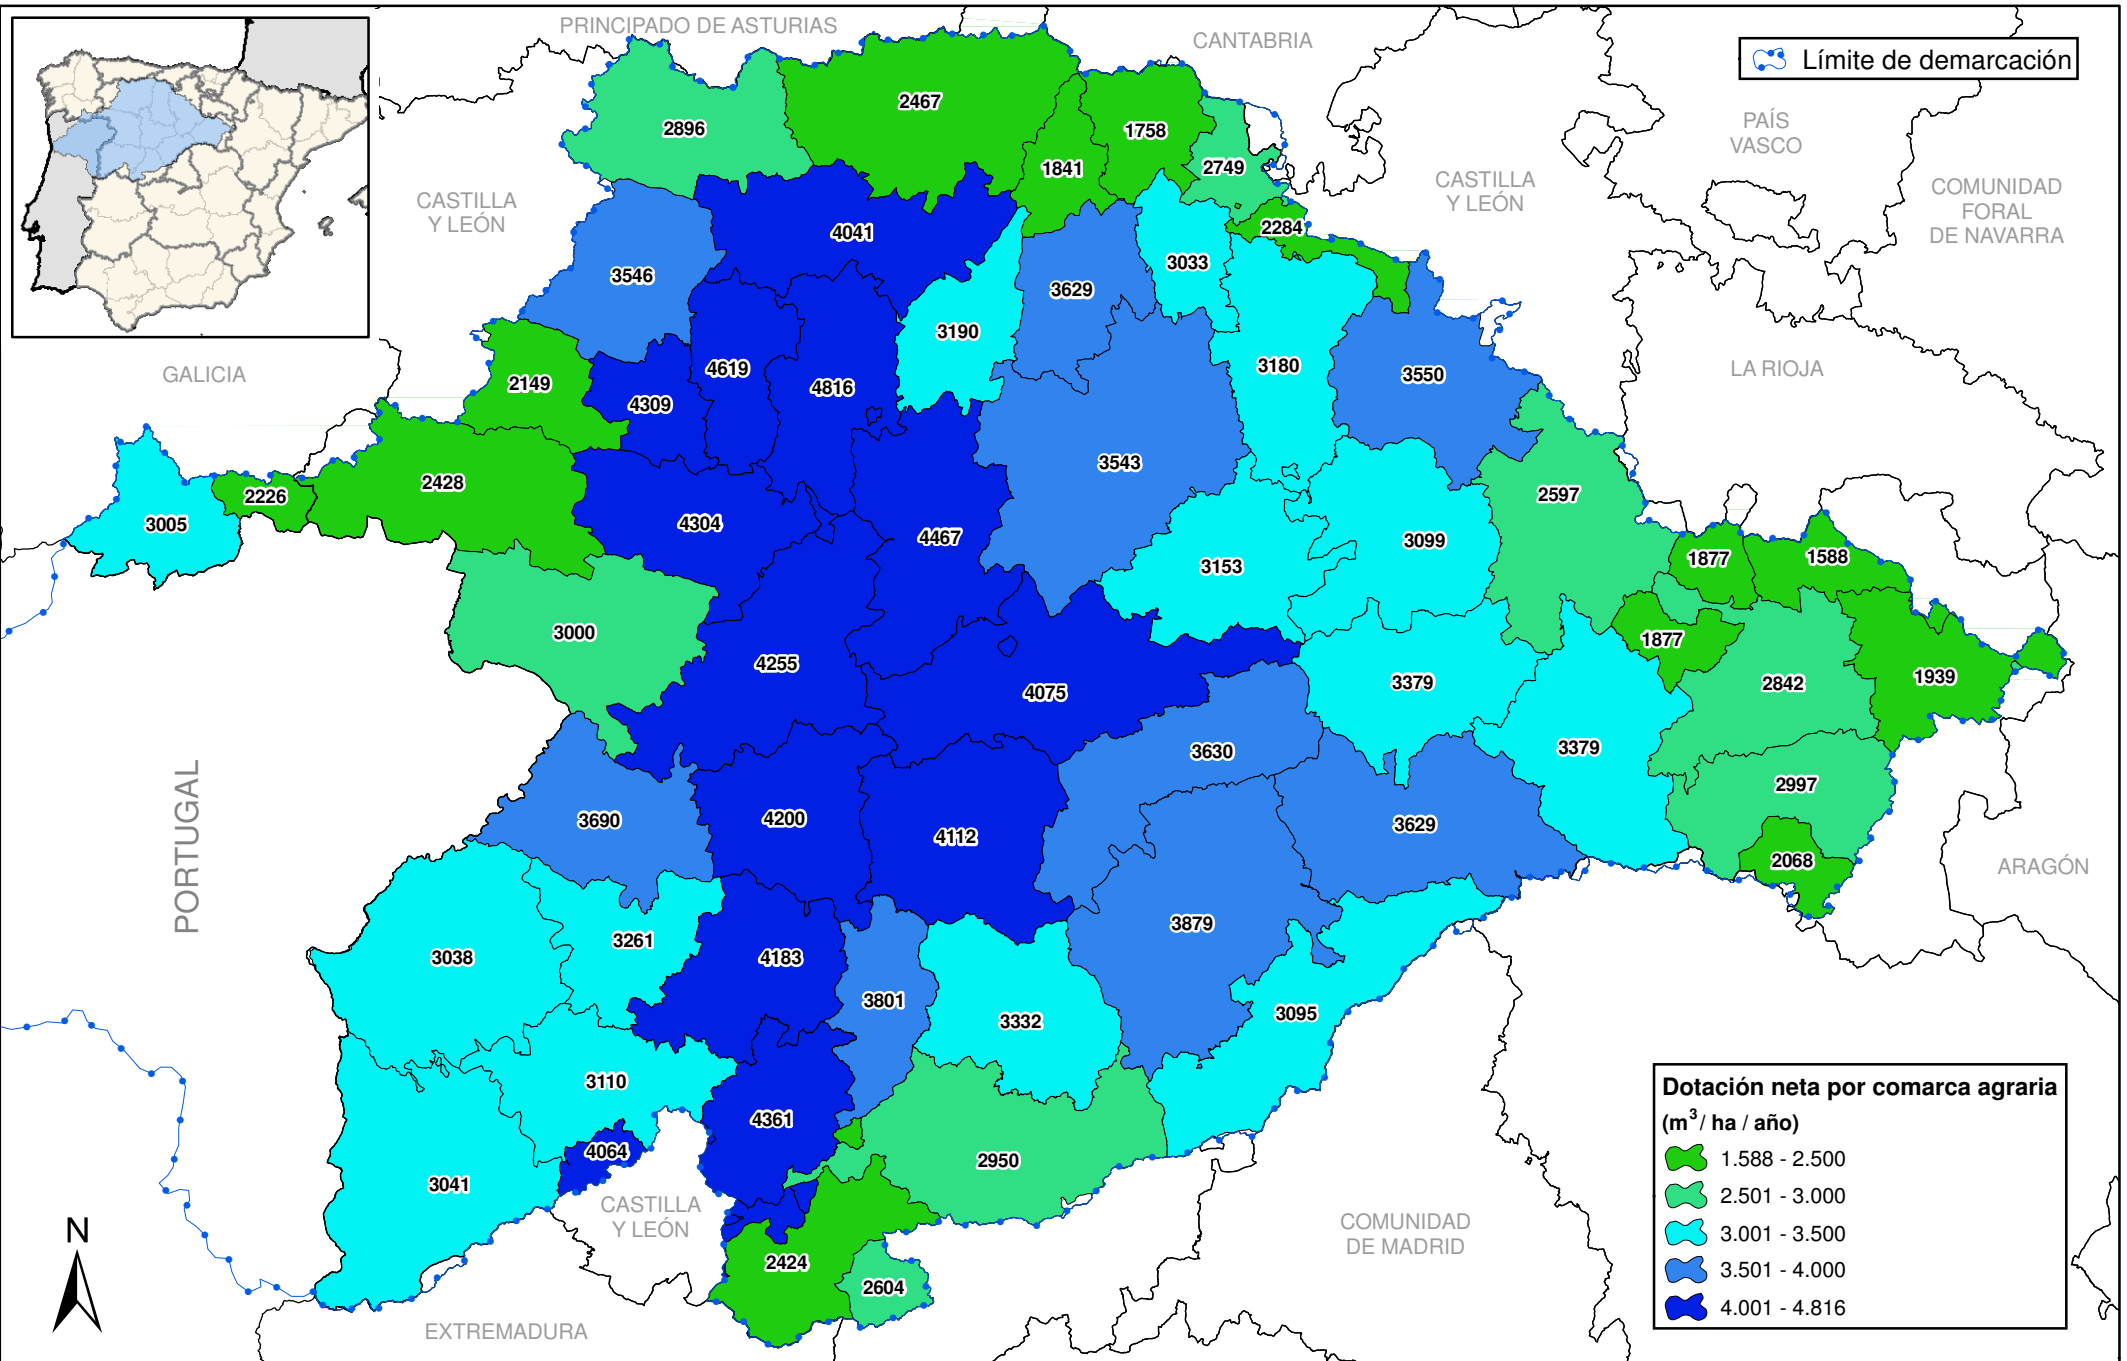 PRINCIPADO DE ASTURIAS
CANTABRIA
Límite de demarcación
PAÍS
VASCO
COMUNIDAD
FORAL
DE NAVARRA
CASTILLA
Y LEÓN
CASTILLA
Y LEÓN
GALICIA
LA RIOJA
2467
2896
1758
1841
2749
2284
4041
3033
3546
3629
3190
4619
3180
3550
2149
4816
4309
3543
2428
2226
2597
3005
4304
4467
3099
3153
1877
1588
3000
1877
4255
3379
2842
1939
4075
3630
3379
2997
3690
4200
4112
3629
2068
PORTUGAL
ARAGÓN
3879
3261
3038
4183
3801
3332
3095
3110
4361
4064
2950
3041
2424
2604
CASTILLA
Y LEÓN
COMUNIDAD
DE MADRID
EXTREMADURA
N
Dotación neta por comarca agraria
(m³/ ha / año)
1.588 - 2.500
2.501 - 3.000
3.001 - 3.500
3.501 - 4.000
4.001 - 4.816